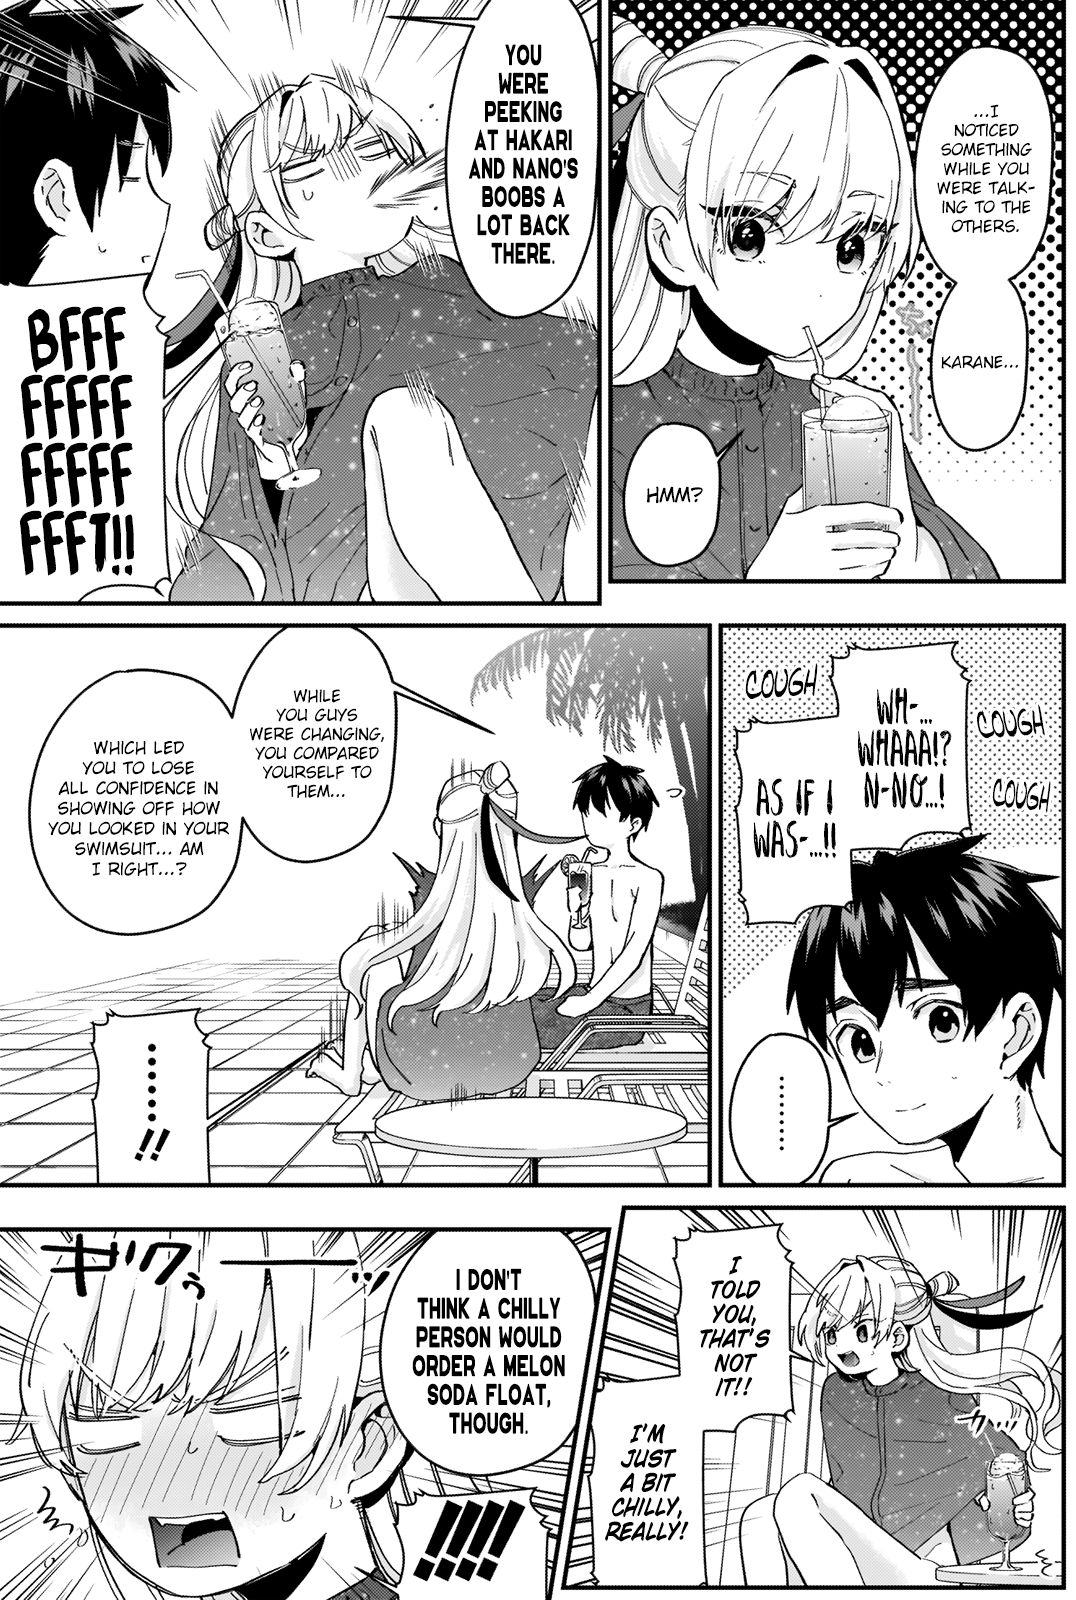 ...I
NOTICED
SOMETHING
WHILE YOU
WERE TALK-
ING TO THE
OTHERS.
KARANE...
HMM?
YOU
WERE
PEEKING
AT HAKARI
AND NANO'S
BOOBS A
LOT BACK
THERE.
BFFF
FFFFF
FFFFF
FFFT!!
COUGH
WH-...
WHAAA!?
N-NO...!
COUGH
COUGH
AS IF I
WAS-...!!
........
WHILE
YOU GUYS
WERE CHANGING,
YOU COMPARED
YOURSELF TO
THEM...
WHICH LED
YOU TO LOSE
ALL CONFIDENCE IN
SHOWING OFF HOW
YOU LOOKED IN YOUR
SWIMSUIT... AM
I RIGHT...?
......!!
I
TOLD
YOU,
THAT'S
NOT
IT!!
カ...
I'M
JUST
A BIT
CHILLY,
REALLY!
I DON'T
THINK A CHILLY
PERSON WOULD
ORDER A MELON
SODA FLOAT,
THOUGH.
ギクゥーッ
!!!!